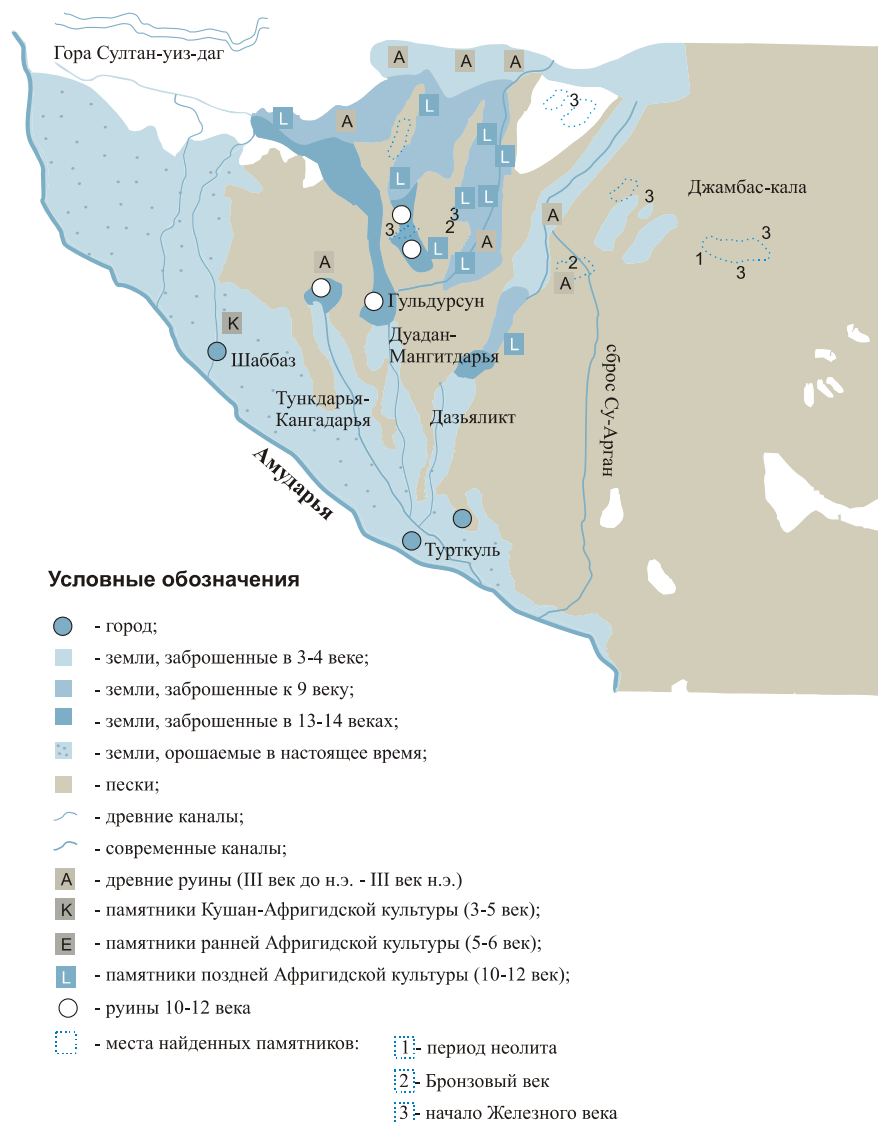 Гора Султан-уиз-даг
A
A
A
3
L
L
A
L
L
L
3
Джамбас-кала
L
L
3
2
A
3
L
A
3
1
3
A
L
2
A
Гульдурсун
K
Дуадан-
Мангитдарья
L
Шаббаз
сброс Су-Арган
Тункдарья-
Кангадарья
Дазьяликт
Амударья
Турткуль
Условные обозначения
- город;
- земли, заброшенные в 3-4 веке;
- земли, заброшенные к 9 веку;
- земли, заброшенные в 13-14 веках;
- земли, орошаемые в настоящее время;
- пески;
- древние каналы;
- современные каналы;
A - древние руины (III век до н.э. - III век н.э.)
K - памятники Кушан-Афригидской культуры (3-5 век);
E - памятники ранней Афригидской культуры (5-6 век);
L - памятники поздней Афригидской культуры (10-12 век);
- руины 10-12 века
- места найденных памятников:
1 - период неолита
2 - Бронзовый век
3 - начало Железного века